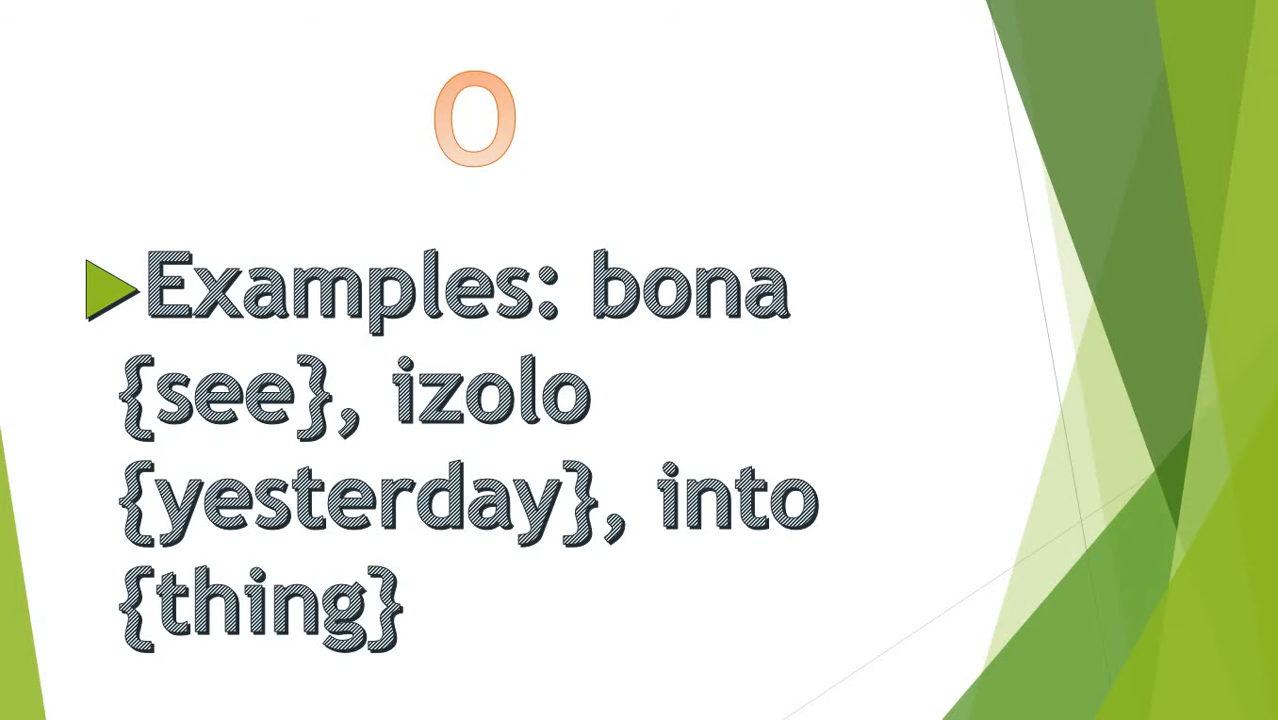 O
Examples: bona
{see}, izolo
{yesterday}, into
{thing}